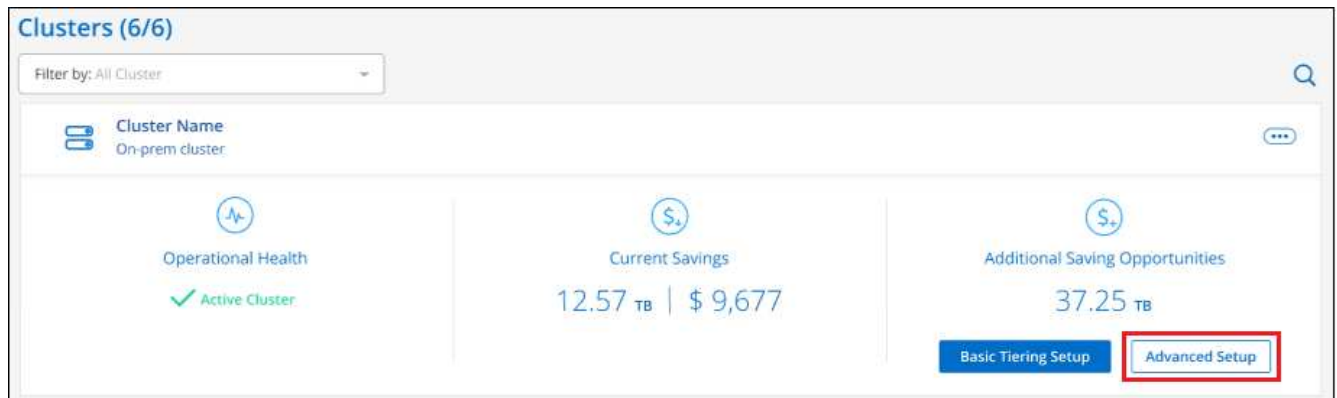 Clusters (6/6)
Filter by: All Cluster
Cluster Name
On-prem cluster
Operational Health
Active Cluster
Current Savings
12.57 TB | $ 9,677
Additional Saving Opportunities
37.25 TB
Basic Tiering Setup
Advanced Setup